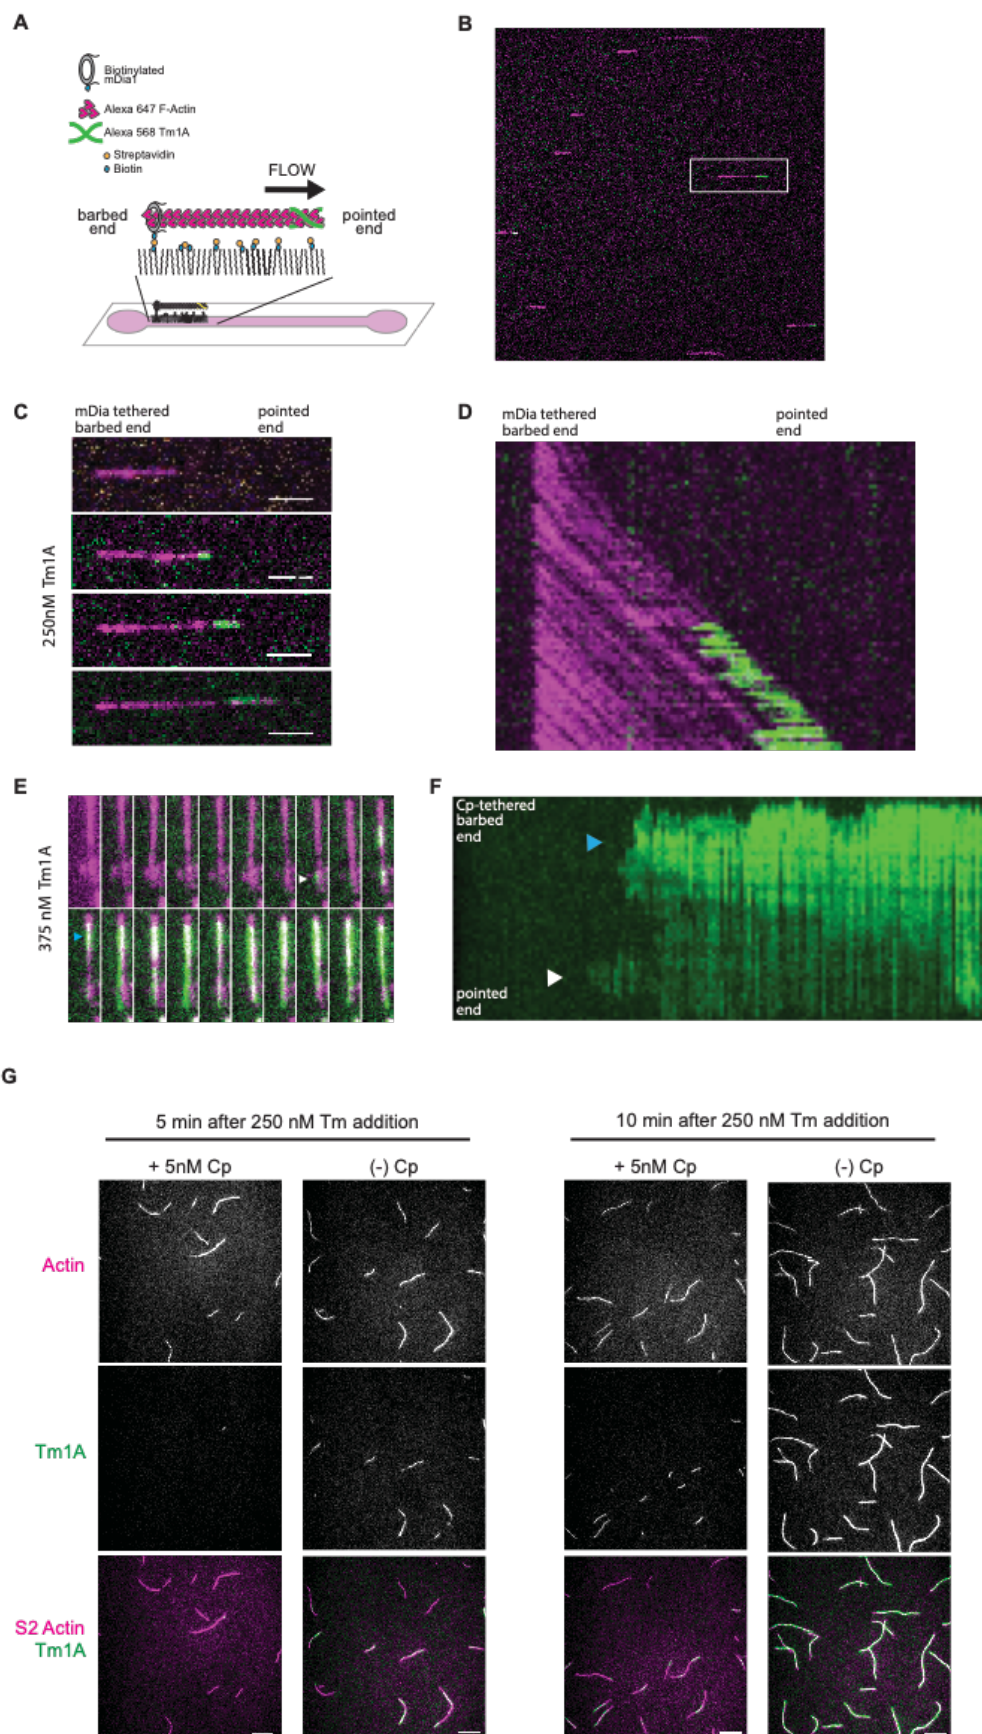 A
Biotinylated
mDia1
Alexa 647 F-Actin
Alexa 568 Tm1A
Streptavidin
Biotin
FLOW
barbed
end
pointed
end
B
C
mDia tethered
barbed end
pointed
end
250nM Tm1A
D
mDia tethered
barbed end
pointed
end
E
375 nM Tm1A
F
Cp-tethered
barbed
end
pointed
end
G
5 min after 250 nM Tm addition
10 min after 250 nM Tm addition
+ 5nM Cp
(-) Cp
+ 5nM Cp
(-) Cp
Actin
Tm1A
S2 Actin
Tm1A